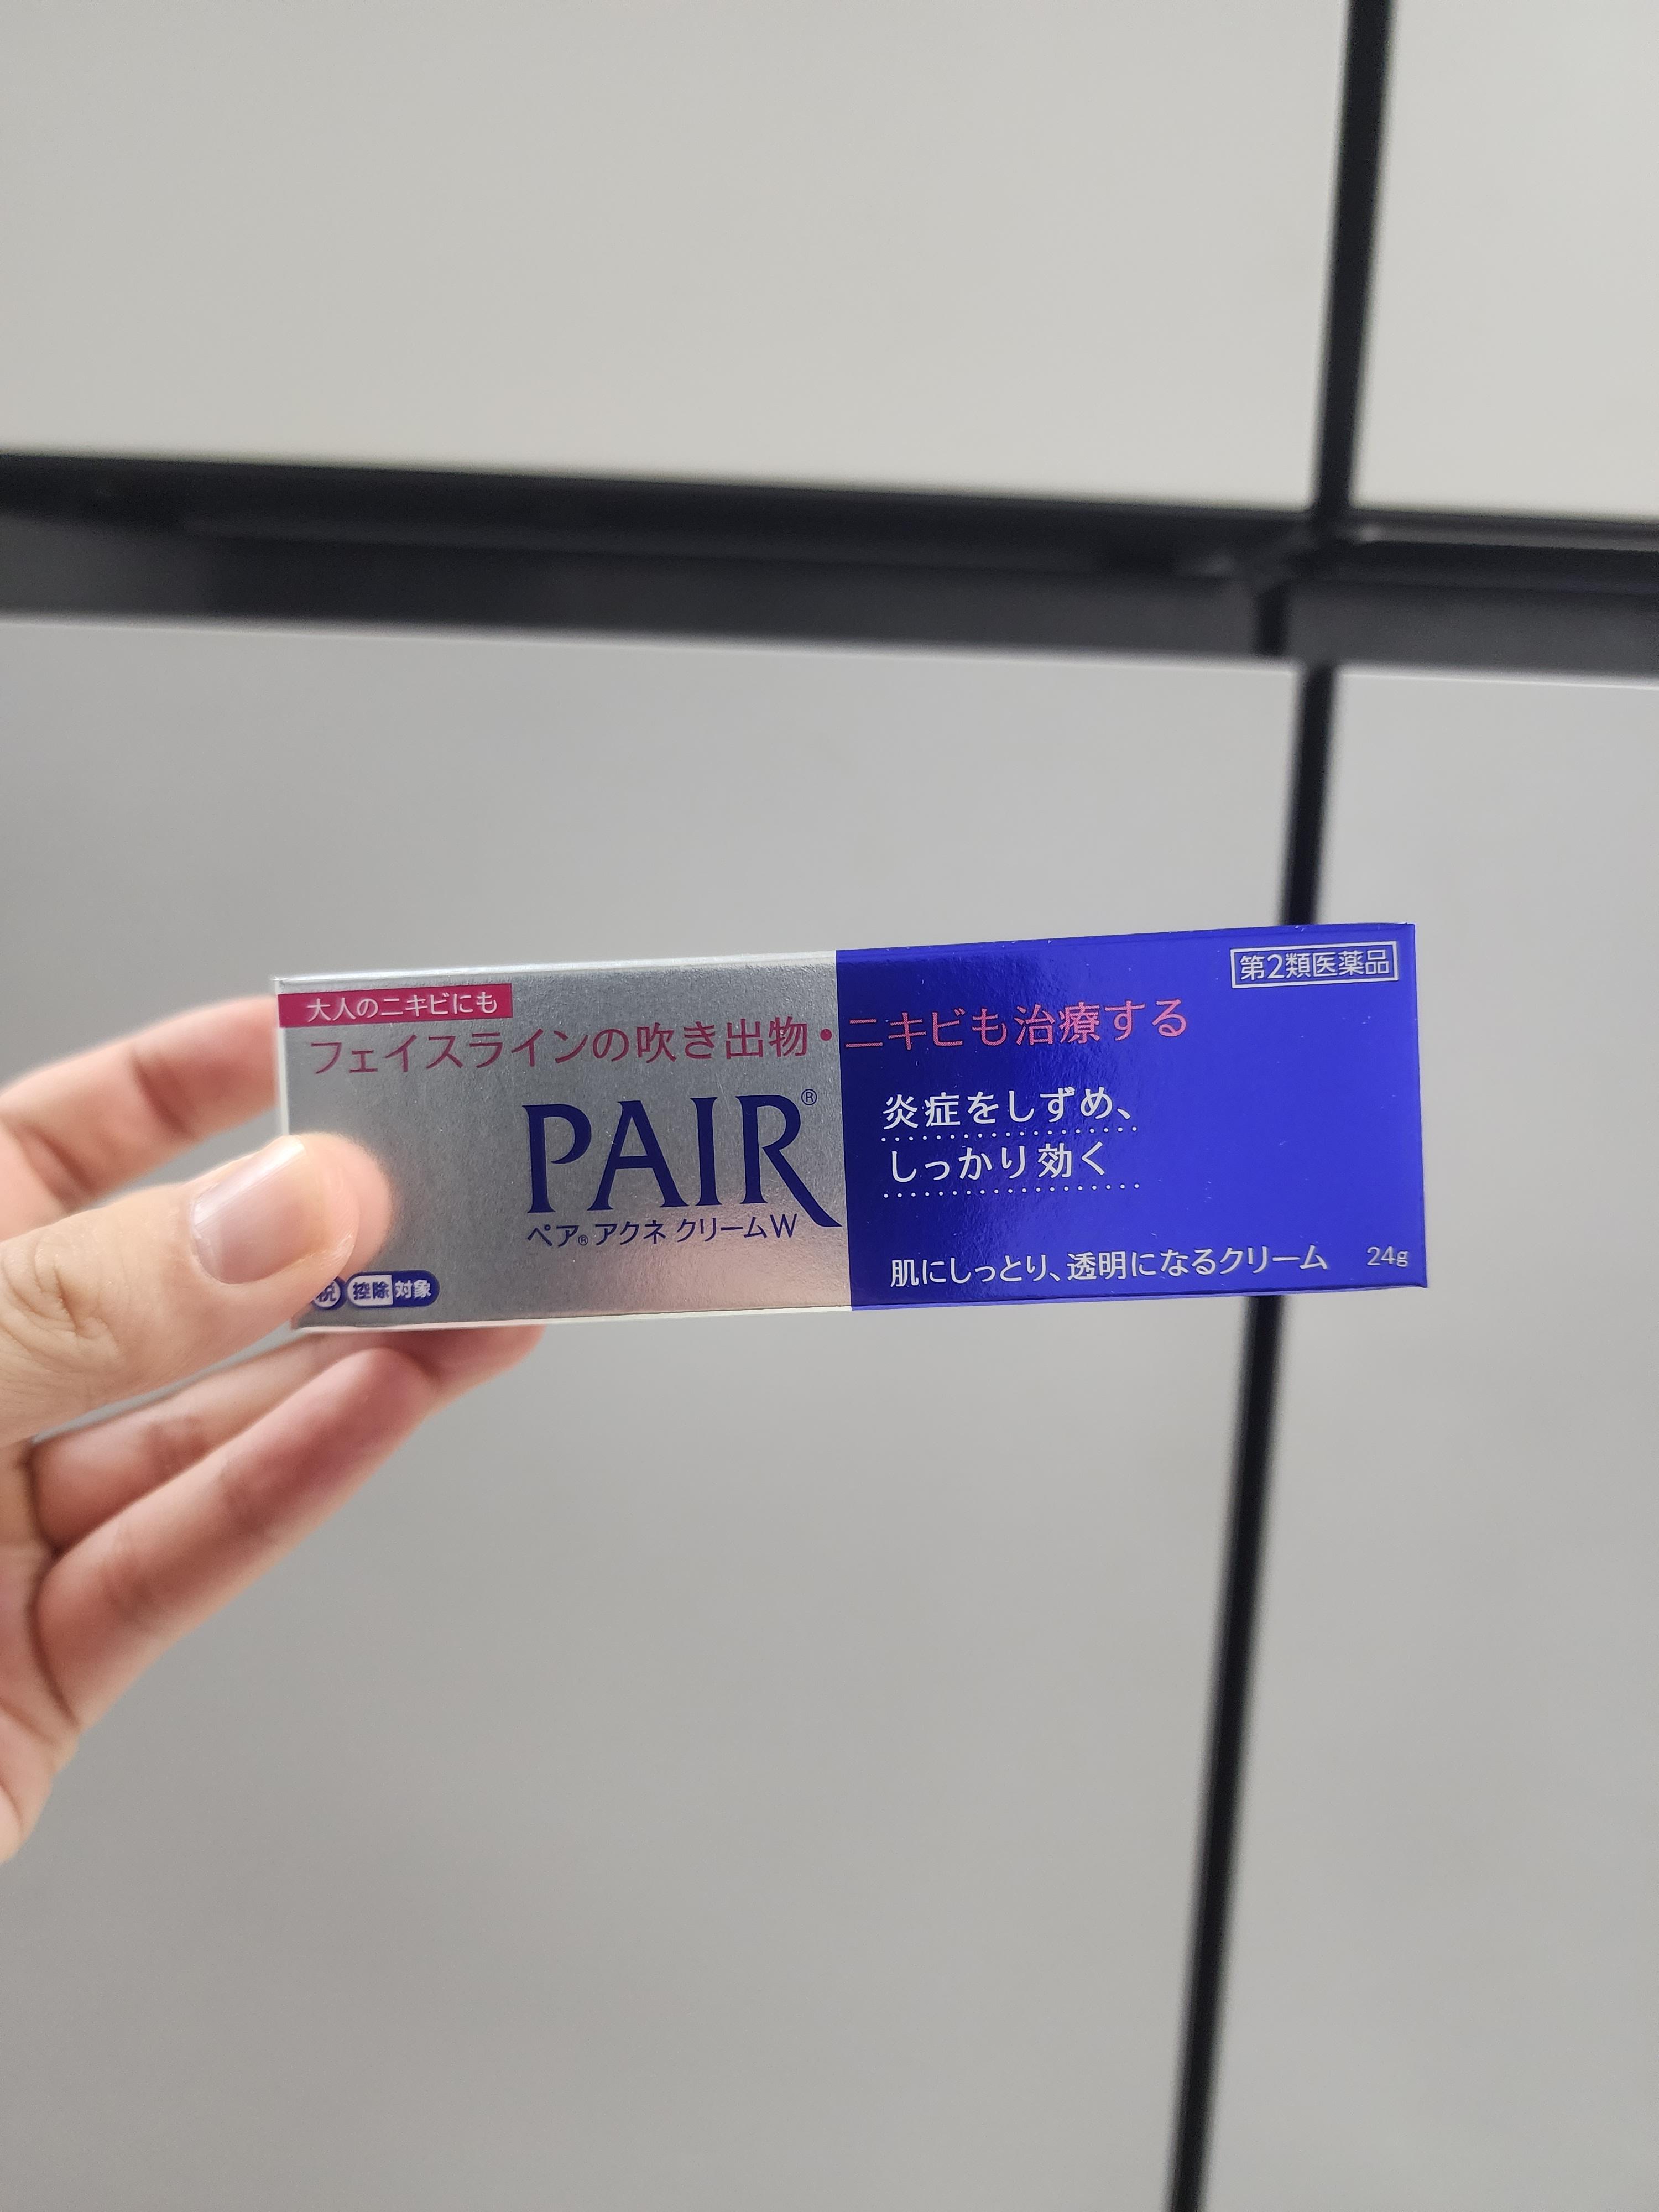 第2類医薬品
大人のニキビにも
フェイスラインの吹き出物・ニキビも治療する
PAIR®
ペア® アクネ クリームW
炎症をしずめ、
しっかり効く
肌にしっとり、透明になるクリーム 24g
税 控除 対象